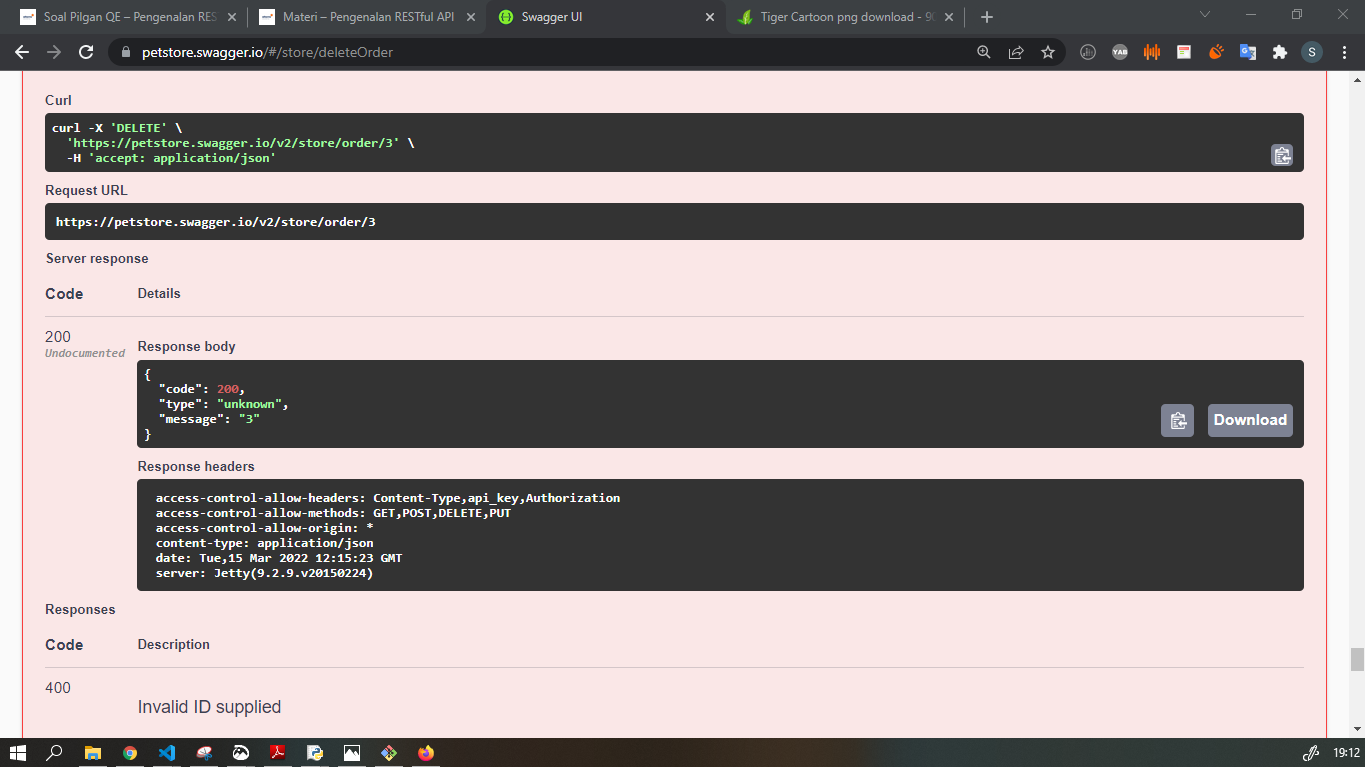 Soal Pilgan QE – Pengenalan RES
Materi – Pengenalan RESTful API
Swagger UI
Tiger Cartoon png download - 90
petstore.swagger.io/#/store/deleteOrder
YAB
S
Curl
curl -X 'DELETE' \
'https://petstore.swagger.io/v2/store/order/3' \
-H 'accept: application/json'
Request URL
https://petstore.swagger.io/v2/store/order/3
Server response
Code Details
200
Undocumented
Response body
{
"code": 200,
"type": "unknown",
"message": "3"
}
Download
Response headers
access-control-allow-headers: Content-Type,api_key,Authorization
access-control-allow-methods: GET,POST,DELETE,PUT
access-control-allow-origin: *
content-type: application/json
date: Tue,15 Mar 2022 12:15:23 GMT
server: Jetty(9.2.9.v20150224)
Responses
Code Description
400
Invalid ID supplied
19:12